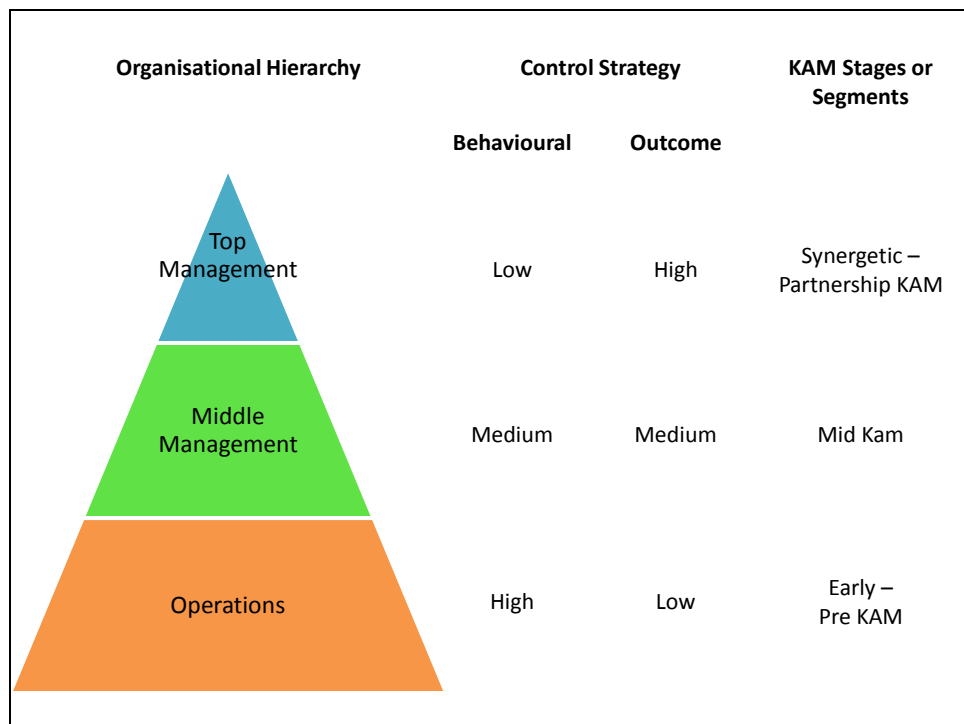 Organisational Hierarchy
Control Strategy
KAM Stages or
Segments
Behavioural
Outcome
Top
Management
Low
High
Synergetic –
Partnership KAM
Middle
Management
Medium
Medium
Mid Kam
Operations
High
Low
Early –
Pre KAM